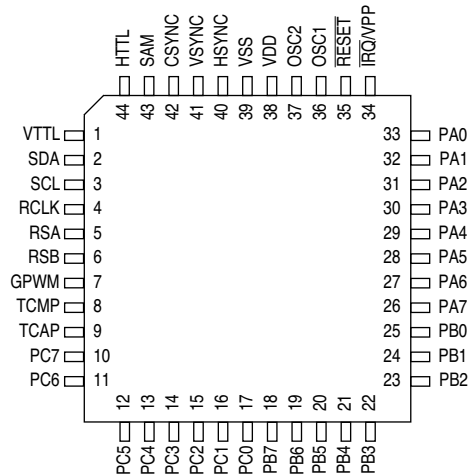 HTTL SAM CSYNC VSYNC HSYNC VSS VDD OSC2 OSC1 RESET IRQ/VPP
44 43 42 41 40 39 38 37 36 35 34
VTTL 1 33 PA0
SDA 2 32 PA1
SCL 3 31 PA2
RCLK 4 30 PA3
RSA 5 29 PA4
RSB 6 28 PA5
GPWM 7 27 PA6
TCMP 8 26 PA7
TCAP 9 25 PB0
PC7 10 24 PB1
PC6 11 23 PB2
12 13 14 15 16 17 18 19 20 21 22
PC5 PC4 PC3 PC2 PC1 PC0 PB7 PB6 PB5 PB4 PB3